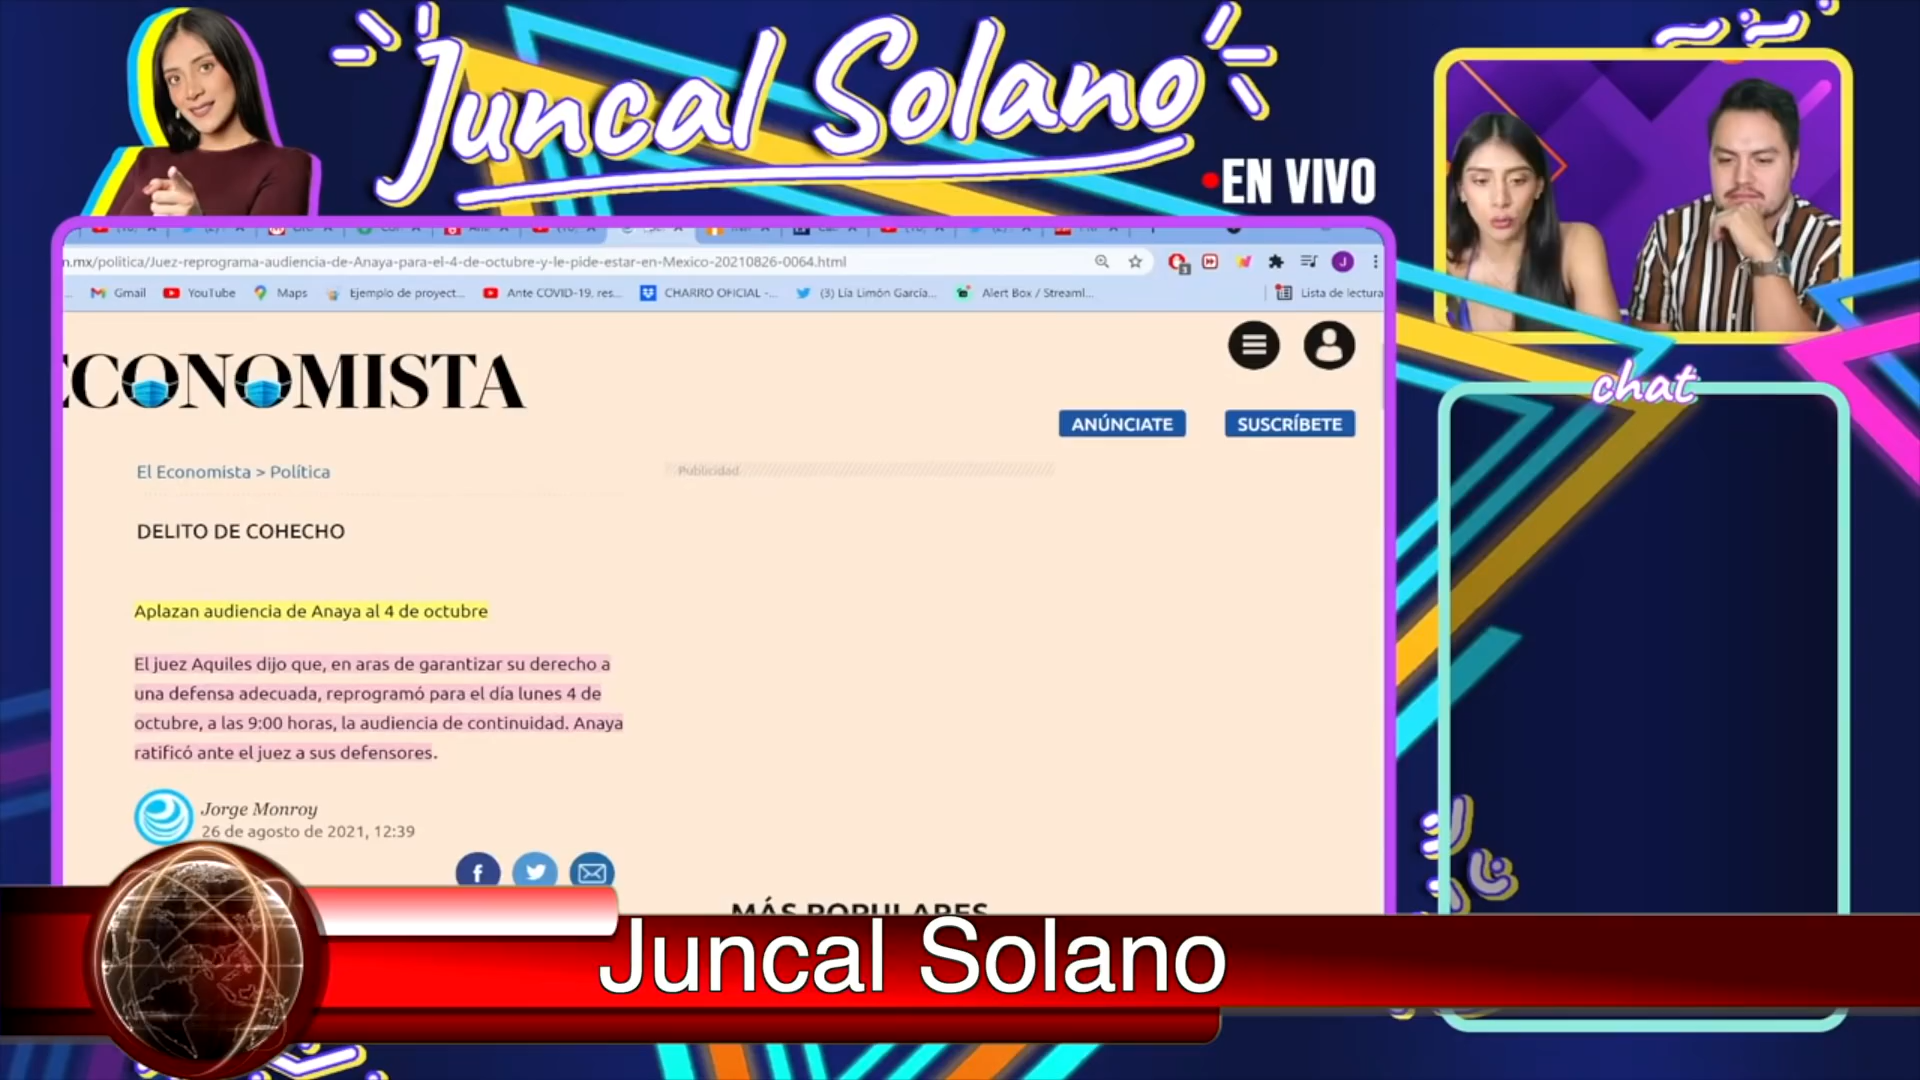 Juncal Solano
EN VIVO
n.mx/politica/Juez-reprograma-audiencia-de-Anaya-para-el-4-de-octubre-y-le-pide-estar-en-Mexico-20210826-0064.html
Gmail YouTube Maps Ejemplo de proyect... Ante COVID-19, res... CHARRO OFICIAL -... (3) Lía Limón García... Alert Box / Streaml... Lista de lectura
ECONOMISTA
ANÚNCIATE SUSCRÍBETE
El Economista > Política
Publicidad
DELITO DE COHECHO
Aplazan audiencia de Anaya al 4 de octubre
El juez Aquiles dijo que, en aras de garantizar su derecho a
una defensa adecuada, reprogramó para el día lunes 4 de
octubre, a las 9:00 horas, la audiencia de continuidad. Anaya
ratificó ante el juez a sus defensores.
Jorge Monroy
26 de agosto de 2021, 12:39
MÁS POPULARES
chat
Juncal Solano